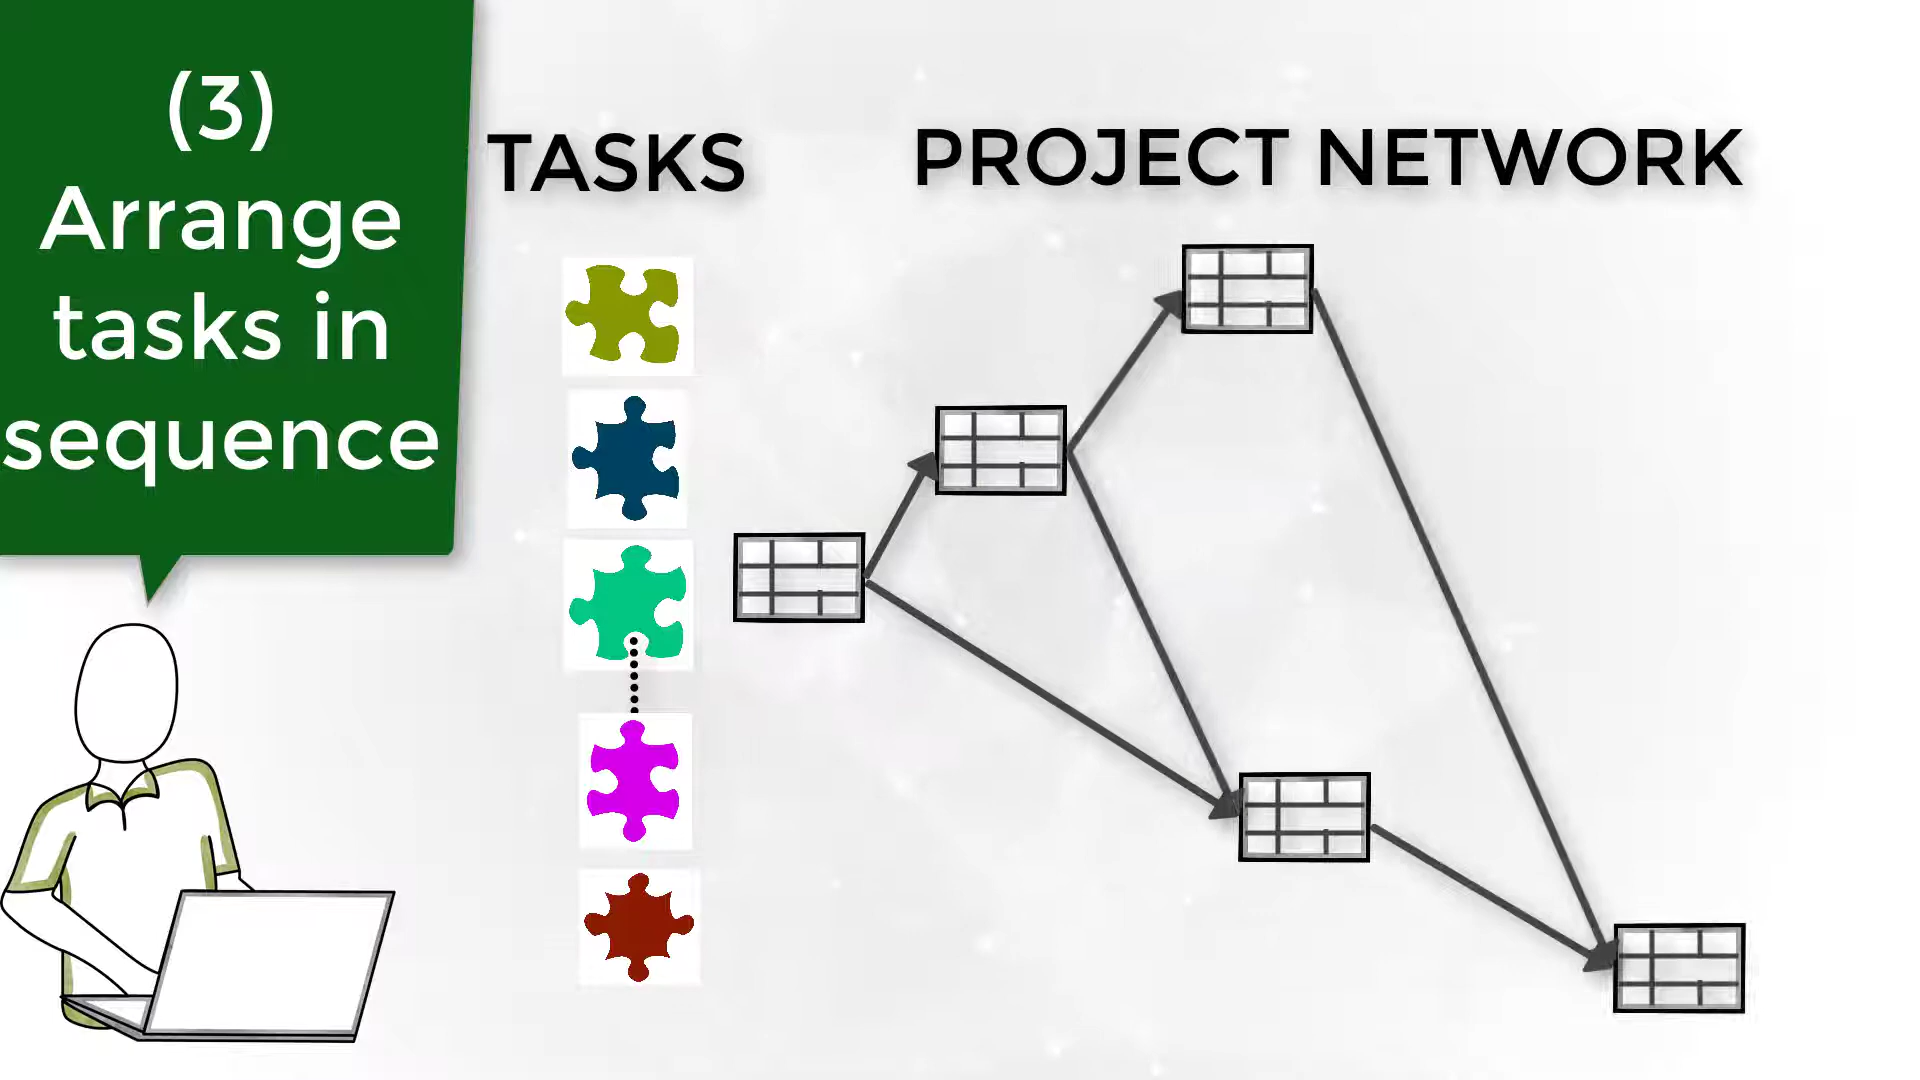 (3)
Arrange
tasks in
sequence
TASKS
PROJECT NETWORK